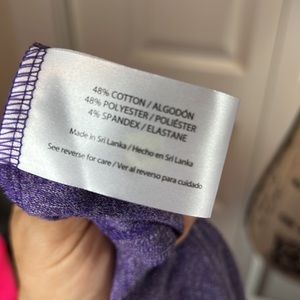 48% COTTON / ALGODÓN
48% POLYESTER / POLIÉSTER
4% SPANDEX / ELASTANE
Made in Sri Lanka / Hecho en Sri Lanka
See reverse for care / Ver al reverso para cuidado